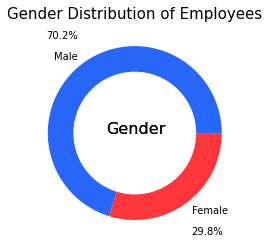 Gender Distribution of Employees
70.2%
Male
Gender
Female
29.8%